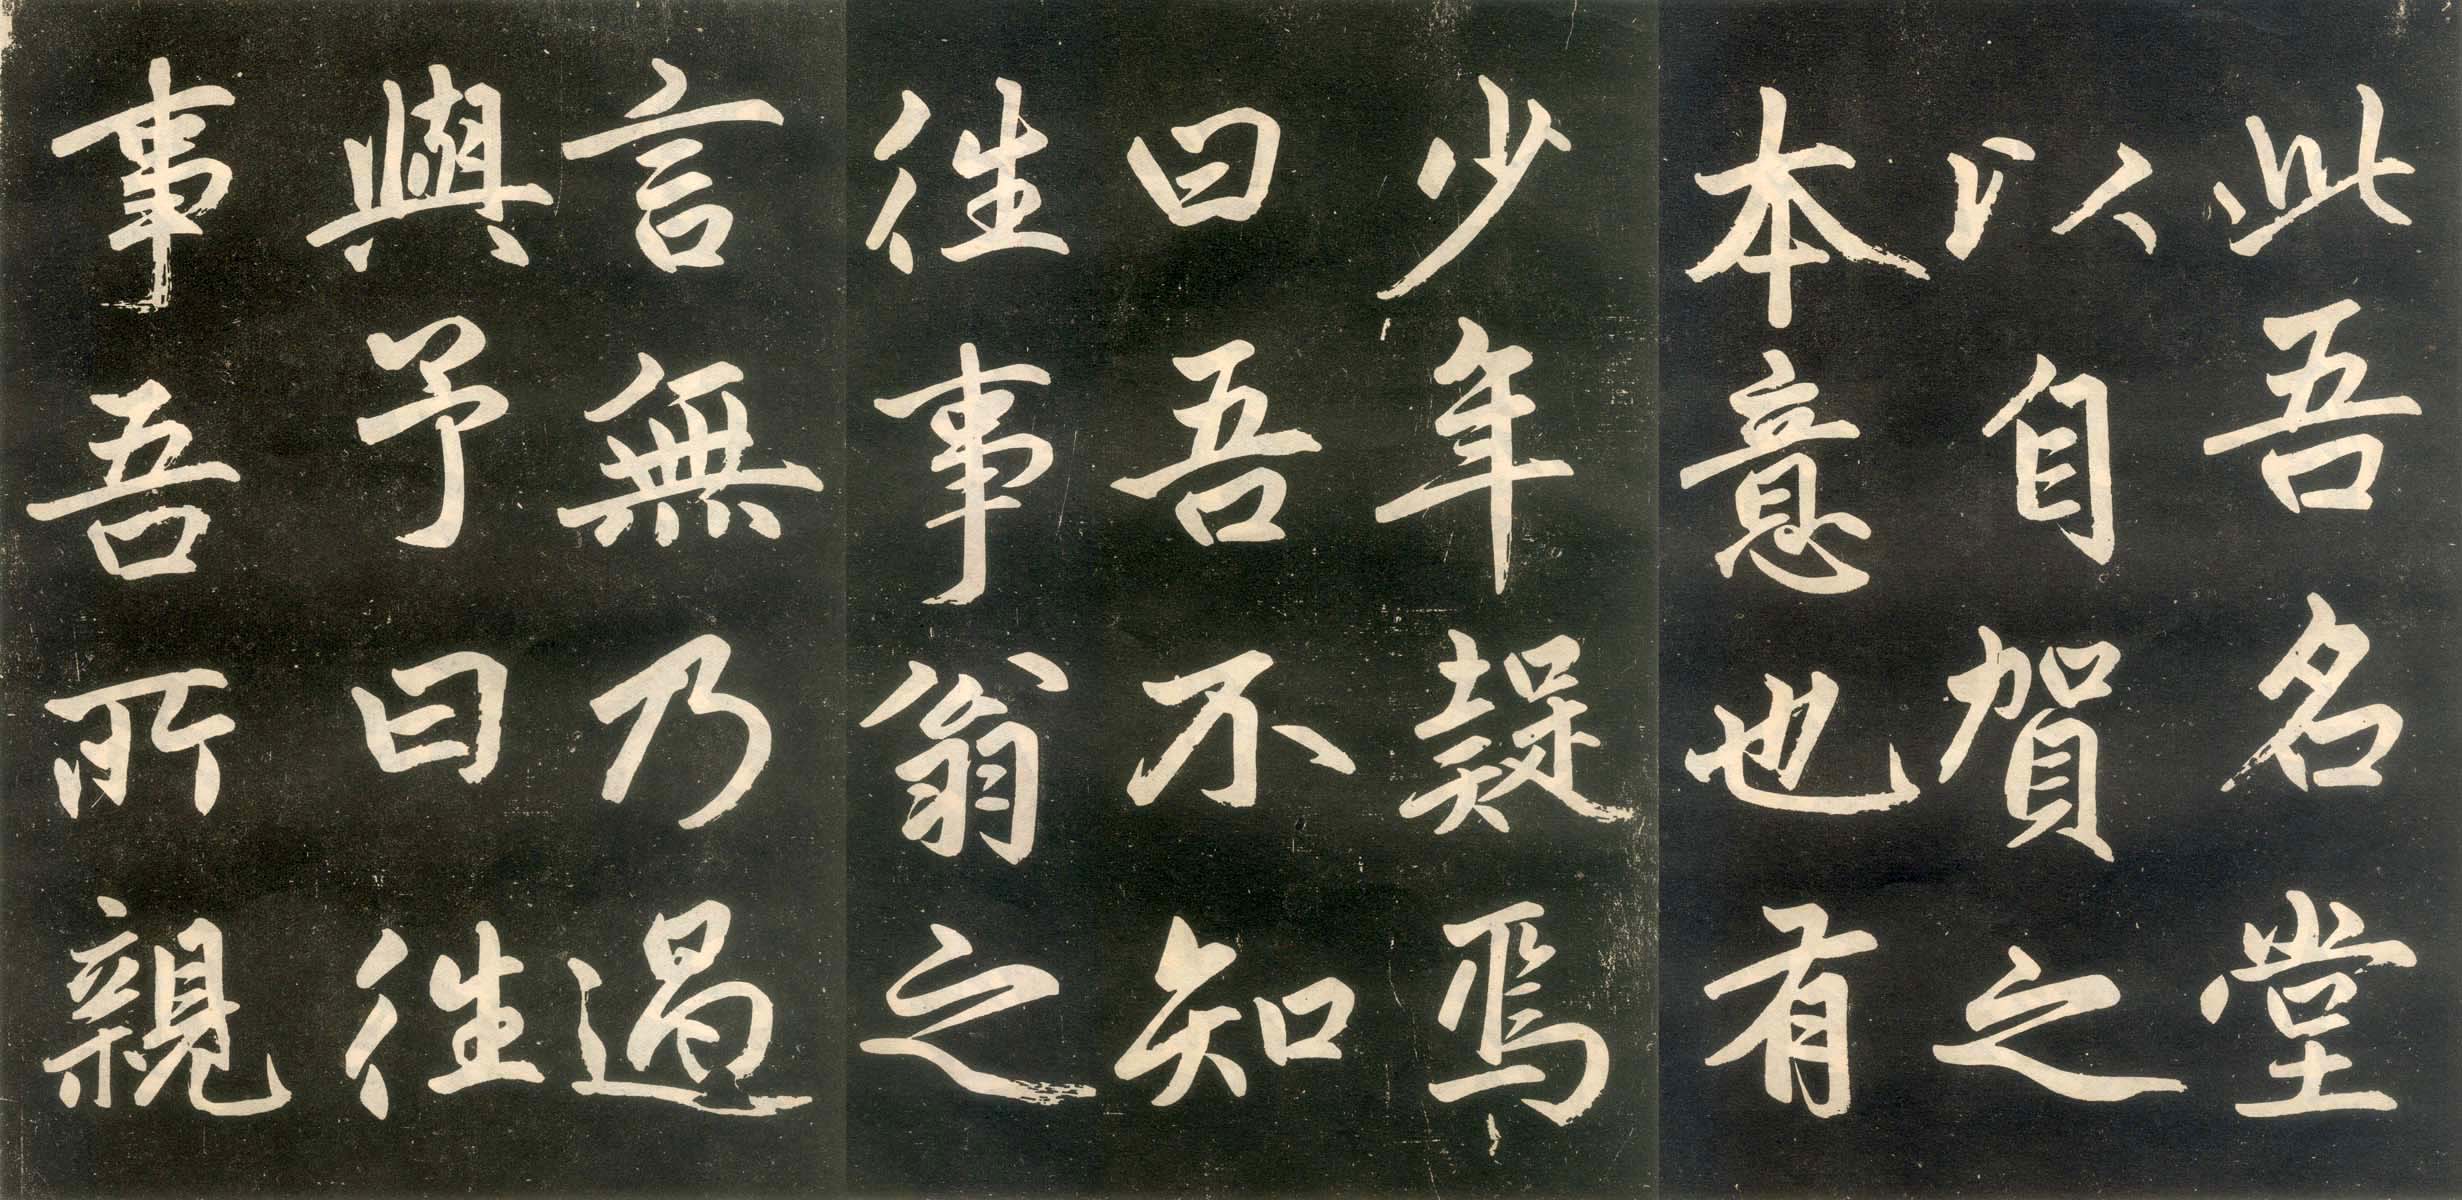 此吾名堂
以自賀之
本意也有
少年疑焉
曰吾不知
往事翁之
言無乃過
與予曰往
事吾所親